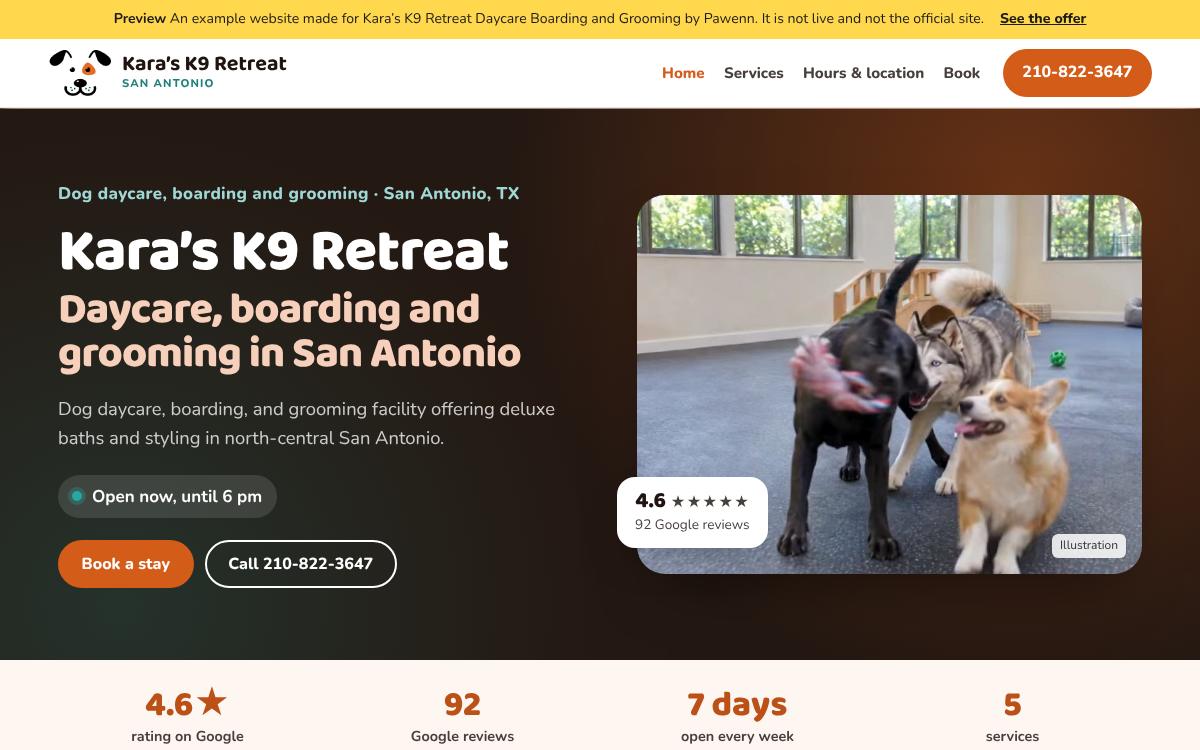 Preview An example website made for Kara’s K9 Retreat Daycare Boarding and Grooming by Pawenn. It is not live and not the official site. See the offer
Kara’s K9 Retreat
SAN ANTONIO
Home Services Hours & location Book 210-822-3647
Dog daycare, boarding and grooming · San Antonio, TX
Kara’s K9 Retreat
Daycare, boarding and
grooming in San Antonio
Dog daycare, boarding, and grooming facility offering deluxe
baths and styling in north-central San Antonio.
Open now, until 6 pm
Book a stay Call 210-822-3647
4.6 ★★★★★
92 Google reviews
Illustration
4.6★ 92 7 days 5
rating on Google Google reviews open every week services